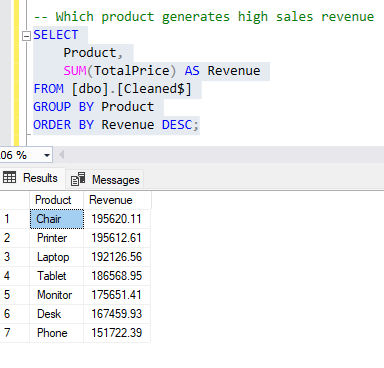 -- Which product generates high sales revenue
SELECT
Product,
SUM(TotalPrice) AS Revenue
FROM [dbo].[Cleaned$]
GROUP BY Product
ORDER BY Revenue DESC;
06 %
Results Messages
Product Revenue
1 Chair 195620.11
2 Printer 195612.61
3 Laptop 192126.56
4 Tablet 186568.95
5 Monitor 175651.41
6 Desk 167459.93
7 Phone 151722.39